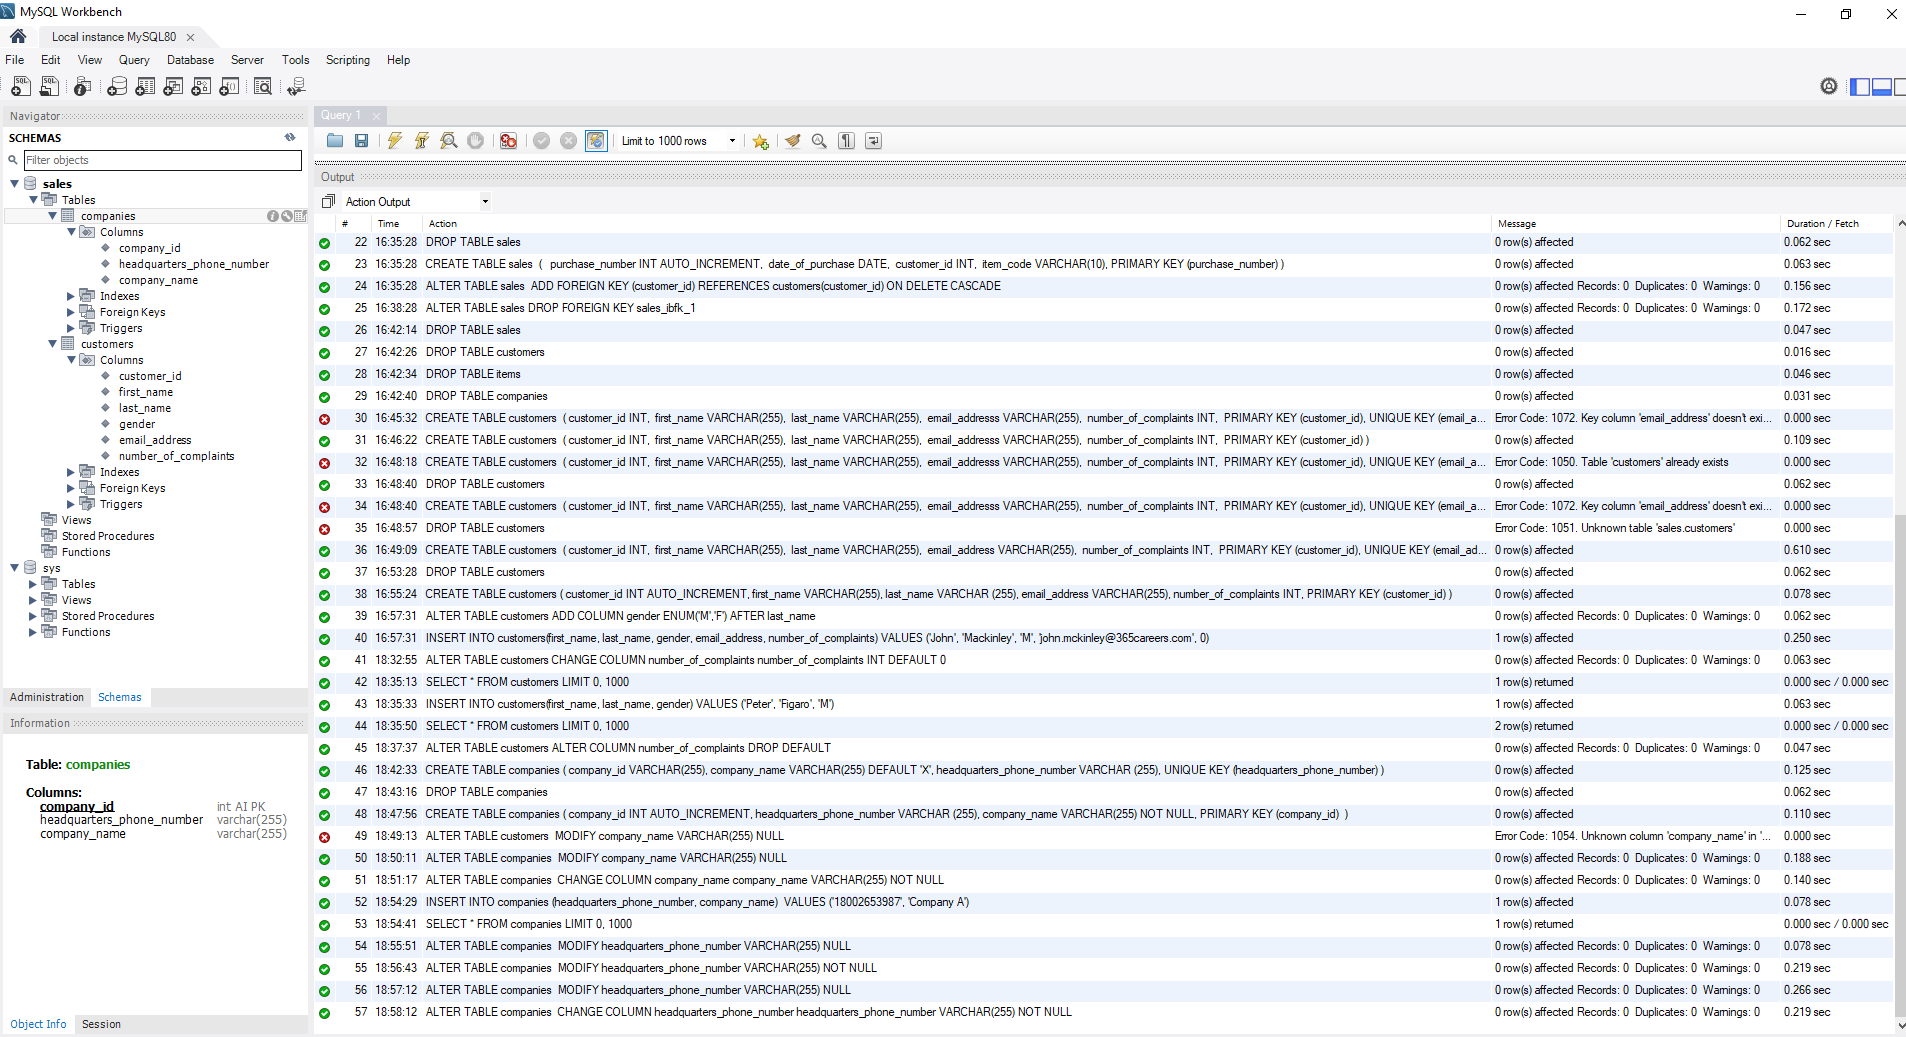 MySQL Workbench
Local instance MySQL80
File Edit View Query Database Server Tools Scripting Help
Navigator
SCHEMAS
Filter objects
sales
Tables
companies
Columns
company_id
headquarters_phone_number
company_name
Indexes
Foreign Keys
Triggers
customers
Columns
customer_id
first_name
last_name
gender
email_address
number_of_complaints
Indexes
Foreign Keys
Triggers
Views
Stored Procedures
Functions
sys
Tables
Views
Stored Procedures
Functions
Administration Schemas
Information
Table: companies
Columns:
company_id int AI PK
headquarters_phone_number varchar(255)
company_name varchar(255)
Object Info Session
Query 1
Limit to 1000 rows
Output
Action Output
# Time Action Message Duration / Fetch
22 16:35:28 DROP TABLE sales 0 row(s) affected 0.062 sec
23 16:35:28 CREATE TABLE sales ( purchase_number INT AUTO_INCREMENT, date_of_purchase DATE, customer_id INT, item_code VARCHAR(10), PRIMARY KEY (purchase_number) ) 0 row(s) affected 0.063 sec
24 16:35:28 ALTER TABLE sales ADD FOREIGN KEY (customer_id) REFERENCES customers(customer_id) ON DELETE CASCADE 0 row(s) affected Records: 0 Duplicates: 0 Warnings: 0 0.156 sec
25 16:38:28 ALTER TABLE sales DROP FOREIGN KEY sales_ibfk_1 0 row(s) affected Records: 0 Duplicates: 0 Warnings: 0 0.172 sec
26 16:42:14 DROP TABLE sales 0 row(s) affected 0.047 sec
27 16:42:26 DROP TABLE customers 0 row(s) affected 0.016 sec
28 16:42:34 DROP TABLE items 0 row(s) affected 0.046 sec
29 16:42:40 DROP TABLE companies 0 row(s) affected 0.031 sec
30 16:45:32 CREATE TABLE customers ( customer_id INT, first_name VARCHAR(255), last_name VARCHAR(255), email_addresss VARCHAR(255), number_of_complaints INT, PRIMARY KEY (customer_id), UNIQUE KEY (email_a... Error Code: 1072. Key column 'email_address' doesn't exi... 0.000 sec
31 16:46:22 CREATE TABLE customers ( customer_id INT, first_name VARCHAR(255), last_name VARCHAR(255), email_addresss VARCHAR(255), number_of_complaints INT, PRIMARY KEY (customer_id) ) 0 row(s) affected 0.109 sec
32 16:48:18 CREATE TABLE customers ( customer_id INT, first_name VARCHAR(255), last_name VARCHAR(255), email_addresss VARCHAR(255), number_of_complaints INT, PRIMARY KEY (customer_id), UNIQUE KEY (email_a... Error Code: 1050. Table 'customers' already exists 0.000 sec
33 16:48:40 DROP TABLE customers 0 row(s) affected 0.062 sec
34 16:48:40 CREATE TABLE customers ( customer_id INT, first_name VARCHAR(255), last_name VARCHAR(255), email_addresss VARCHAR(255), number_of_complaints INT, PRIMARY KEY (customer_id), UNIQUE KEY (email_a... Error Code: 1072. Key column 'email_address' doesn't exi... 0.000 sec
35 16:48:57 DROP TABLE customers Error Code: 1051. Unknown table 'sales.customers' 0.000 sec
36 16:49:09 CREATE TABLE customers ( customer_id INT, first_name VARCHAR(255), last_name VARCHAR(255), email_address VARCHAR(255), number_of_complaints INT, PRIMARY KEY (customer_id), UNIQUE KEY (email_ad... 0 row(s) affected 0.610 sec
37 16:53:28 DROP TABLE customers 0 row(s) affected 0.062 sec
38 16:55:24 CREATE TABLE customers ( customer_id INT AUTO_INCREMENT, first_name VARCHAR(255), last_name VARCHAR (255), email_address VARCHAR(255), number_of_complaints INT, PRIMARY KEY (customer_id) ) 0 row(s) affected 0.078 sec
39 16:57:31 ALTER TABLE customers ADD COLUMN gender ENUM('M','F') AFTER last_name 0 row(s) affected Records: 0 Duplicates: 0 Warnings: 0 0.062 sec
40 16:57:31 INSERT INTO customers(first_name, last_name, gender, email_address, number_of_complaints) VALUES ('John', 'Mackinley', 'M', 'john.mckinley@365careers.com', 0) 1 row(s) affected 0.250 sec
41 18:32:55 ALTER TABLE customers CHANGE COLUMN number_of_complaints number_of_complaints INT DEFAULT 0 0 row(s) affected Records: 0 Duplicates: 0 Warnings: 0 0.063 sec
42 18:35:13 SELECT * FROM customers LIMIT 0, 1000 1 row(s) returned 0.000 sec / 0.000 sec
43 18:35:33 INSERT INTO customers(first_name, last_name, gender) VALUES ('Peter', 'Figaro', 'M') 1 row(s) affected 0.063 sec
44 18:35:50 SELECT * FROM customers LIMIT 0, 1000 2 row(s) returned 0.000 sec / 0.000 sec
45 18:37:37 ALTER TABLE customers ALTER COLUMN number_of_complaints DROP DEFAULT 0 row(s) affected Records: 0 Duplicates: 0 Warnings: 0 0.047 sec
46 18:42:33 CREATE TABLE companies ( company_id VARCHAR(255), company_name VARCHAR(255) DEFAULT 'X', headquarters_phone_number VARCHAR (255), UNIQUE KEY (headquarters_phone_number) ) 0 row(s) affected 0.125 sec
47 18:43:16 DROP TABLE companies 0 row(s) affected 0.062 sec
48 18:47:56 CREATE TABLE companies ( company_id INT AUTO_INCREMENT, headquarters_phone_number VARCHAR (255), company_name VARCHAR(255) NOT NULL, PRIMARY KEY (company_id) ) 0 row(s) affected 0.110 sec
49 18:49:13 ALTER TABLE customers MODIFY company_name VARCHAR(255) NULL Error Code: 1054. Unknown column 'company_name' in '... 0.000 sec
50 18:50:11 ALTER TABLE companies MODIFY company_name VARCHAR(255) NULL 0 row(s) affected Records: 0 Duplicates: 0 Warnings: 0 0.188 sec
51 18:51:17 ALTER TABLE companies CHANGE COLUMN company_name company_name VARCHAR(255) NOT NULL 0 row(s) affected Records: 0 Duplicates: 0 Warnings: 0 0.140 sec
52 18:54:29 INSERT INTO companies (headquarters_phone_number, company_name) VALUES ('18002653987', 'Company A') 1 row(s) affected 0.078 sec
53 18:54:41 SELECT * FROM companies LIMIT 0, 1000 1 row(s) returned 0.000 sec / 0.000 sec
54 18:55:51 ALTER TABLE companies MODIFY headquarters_phone_number VARCHAR(255) NULL 0 row(s) affected Records: 0 Duplicates: 0 Warnings: 0 0.078 sec
55 18:56:43 ALTER TABLE companies MODIFY headquarters_phone_number VARCHAR(255) NOT NULL 0 row(s) affected Records: 0 Duplicates: 0 Warnings: 0 0.219 sec
56 18:57:12 ALTER TABLE companies MODIFY headquarters_phone_number VARCHAR(255) NULL 0 row(s) affected Records: 0 Duplicates: 0 Warnings: 0 0.266 sec
57 18:58:12 ALTER TABLE companies CHANGE COLUMN headquarters_phone_number headquarters_phone_number VARCHAR(255) NOT NULL 0 row(s) affected Records: 0 Duplicates: 0 Warnings: 0 0.219 sec